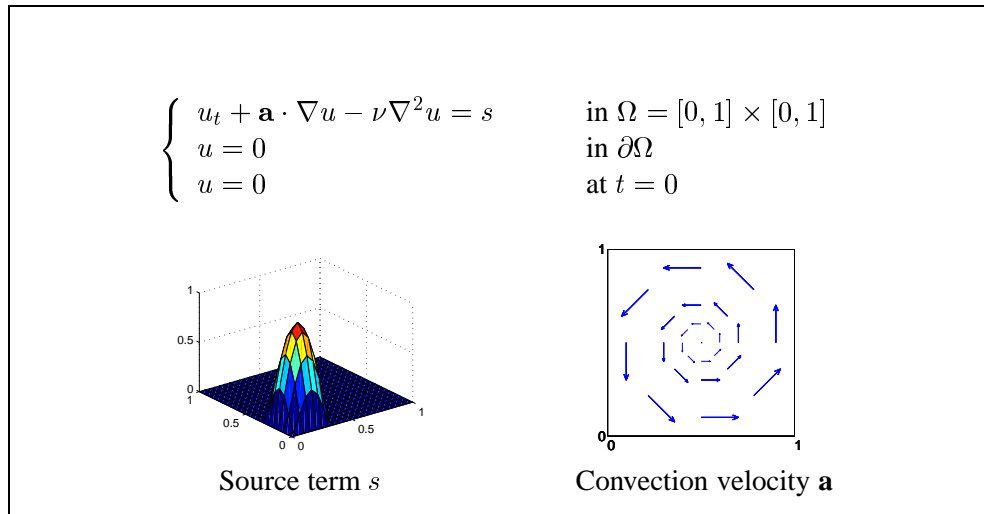 u_t + a · ∇u − ν∇²u = s in Ω = [0, 1] × [0, 1]
u = 0 in ∂Ω
u = 0 at t = 0
1
0.5
0
1
0.5
0
0
0.5
1
1
0
0
1
Source term s
Convection velocity a